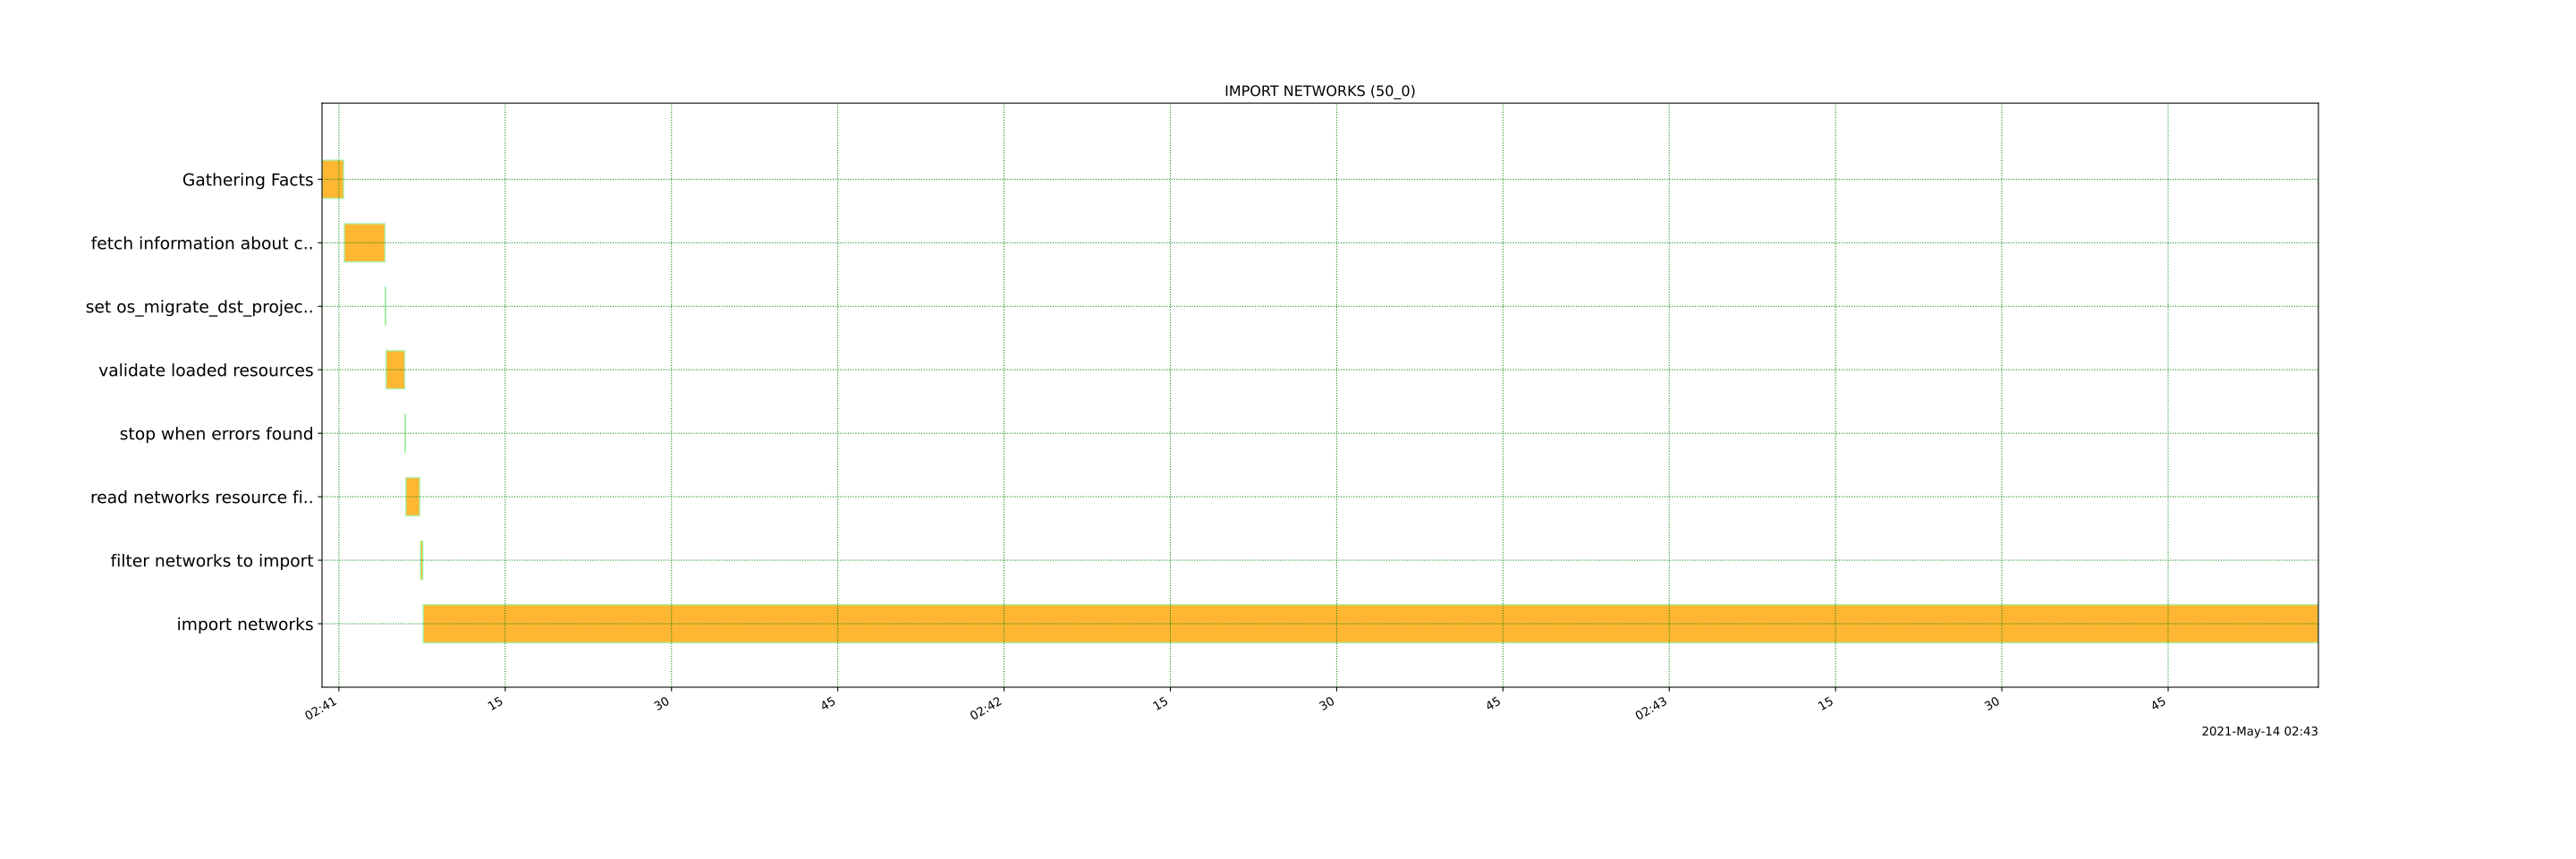 IMPORT NETWORKS (50_0)
Gathering Facts
fetch information about c..
set os_migrate_dst_projec..
validate loaded resources
stop when errors found
read networks resource fi..
filter networks to import
import networks
02:41 15 30 45 02:42 15 30 45 02:43 15 30 45
2021-May-14 02:43